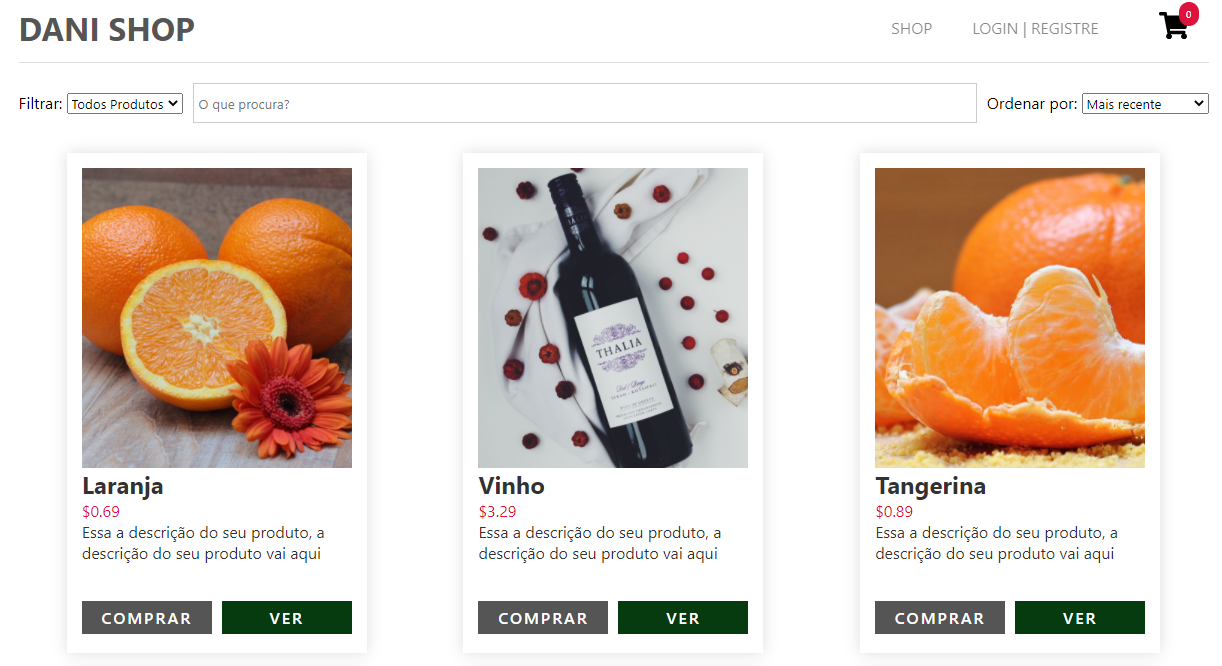 DANI SHOP
SHOP
LOGIN | REGISTRE
0
Filtrar: Todos Produtos
O que procura?
Ordenar por: Mais recente
THALIA
Laranja
$0.69
Essa a descrição do seu produto, a
descrição do seu produto vai aqui
COMPRAR
VER
Vinho
$3.29
Essa a descrição do seu produto, a
descrição do seu produto vai aqui
COMPRAR
VER
Tangerina
$0.89
Essa a descrição do seu produto, a
descrição do seu produto vai aqui
COMPRAR
VER